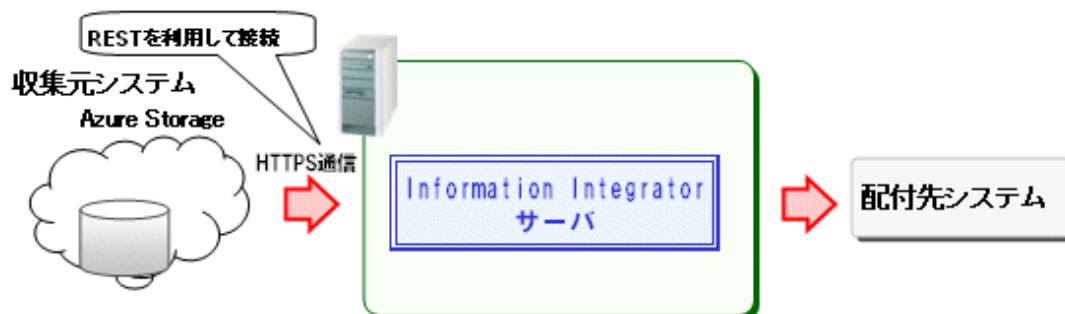 RESTを利用して接続
収集元システム
Azure Storage
HTTPS通信
Information Integrator
サーバ
配付先システム